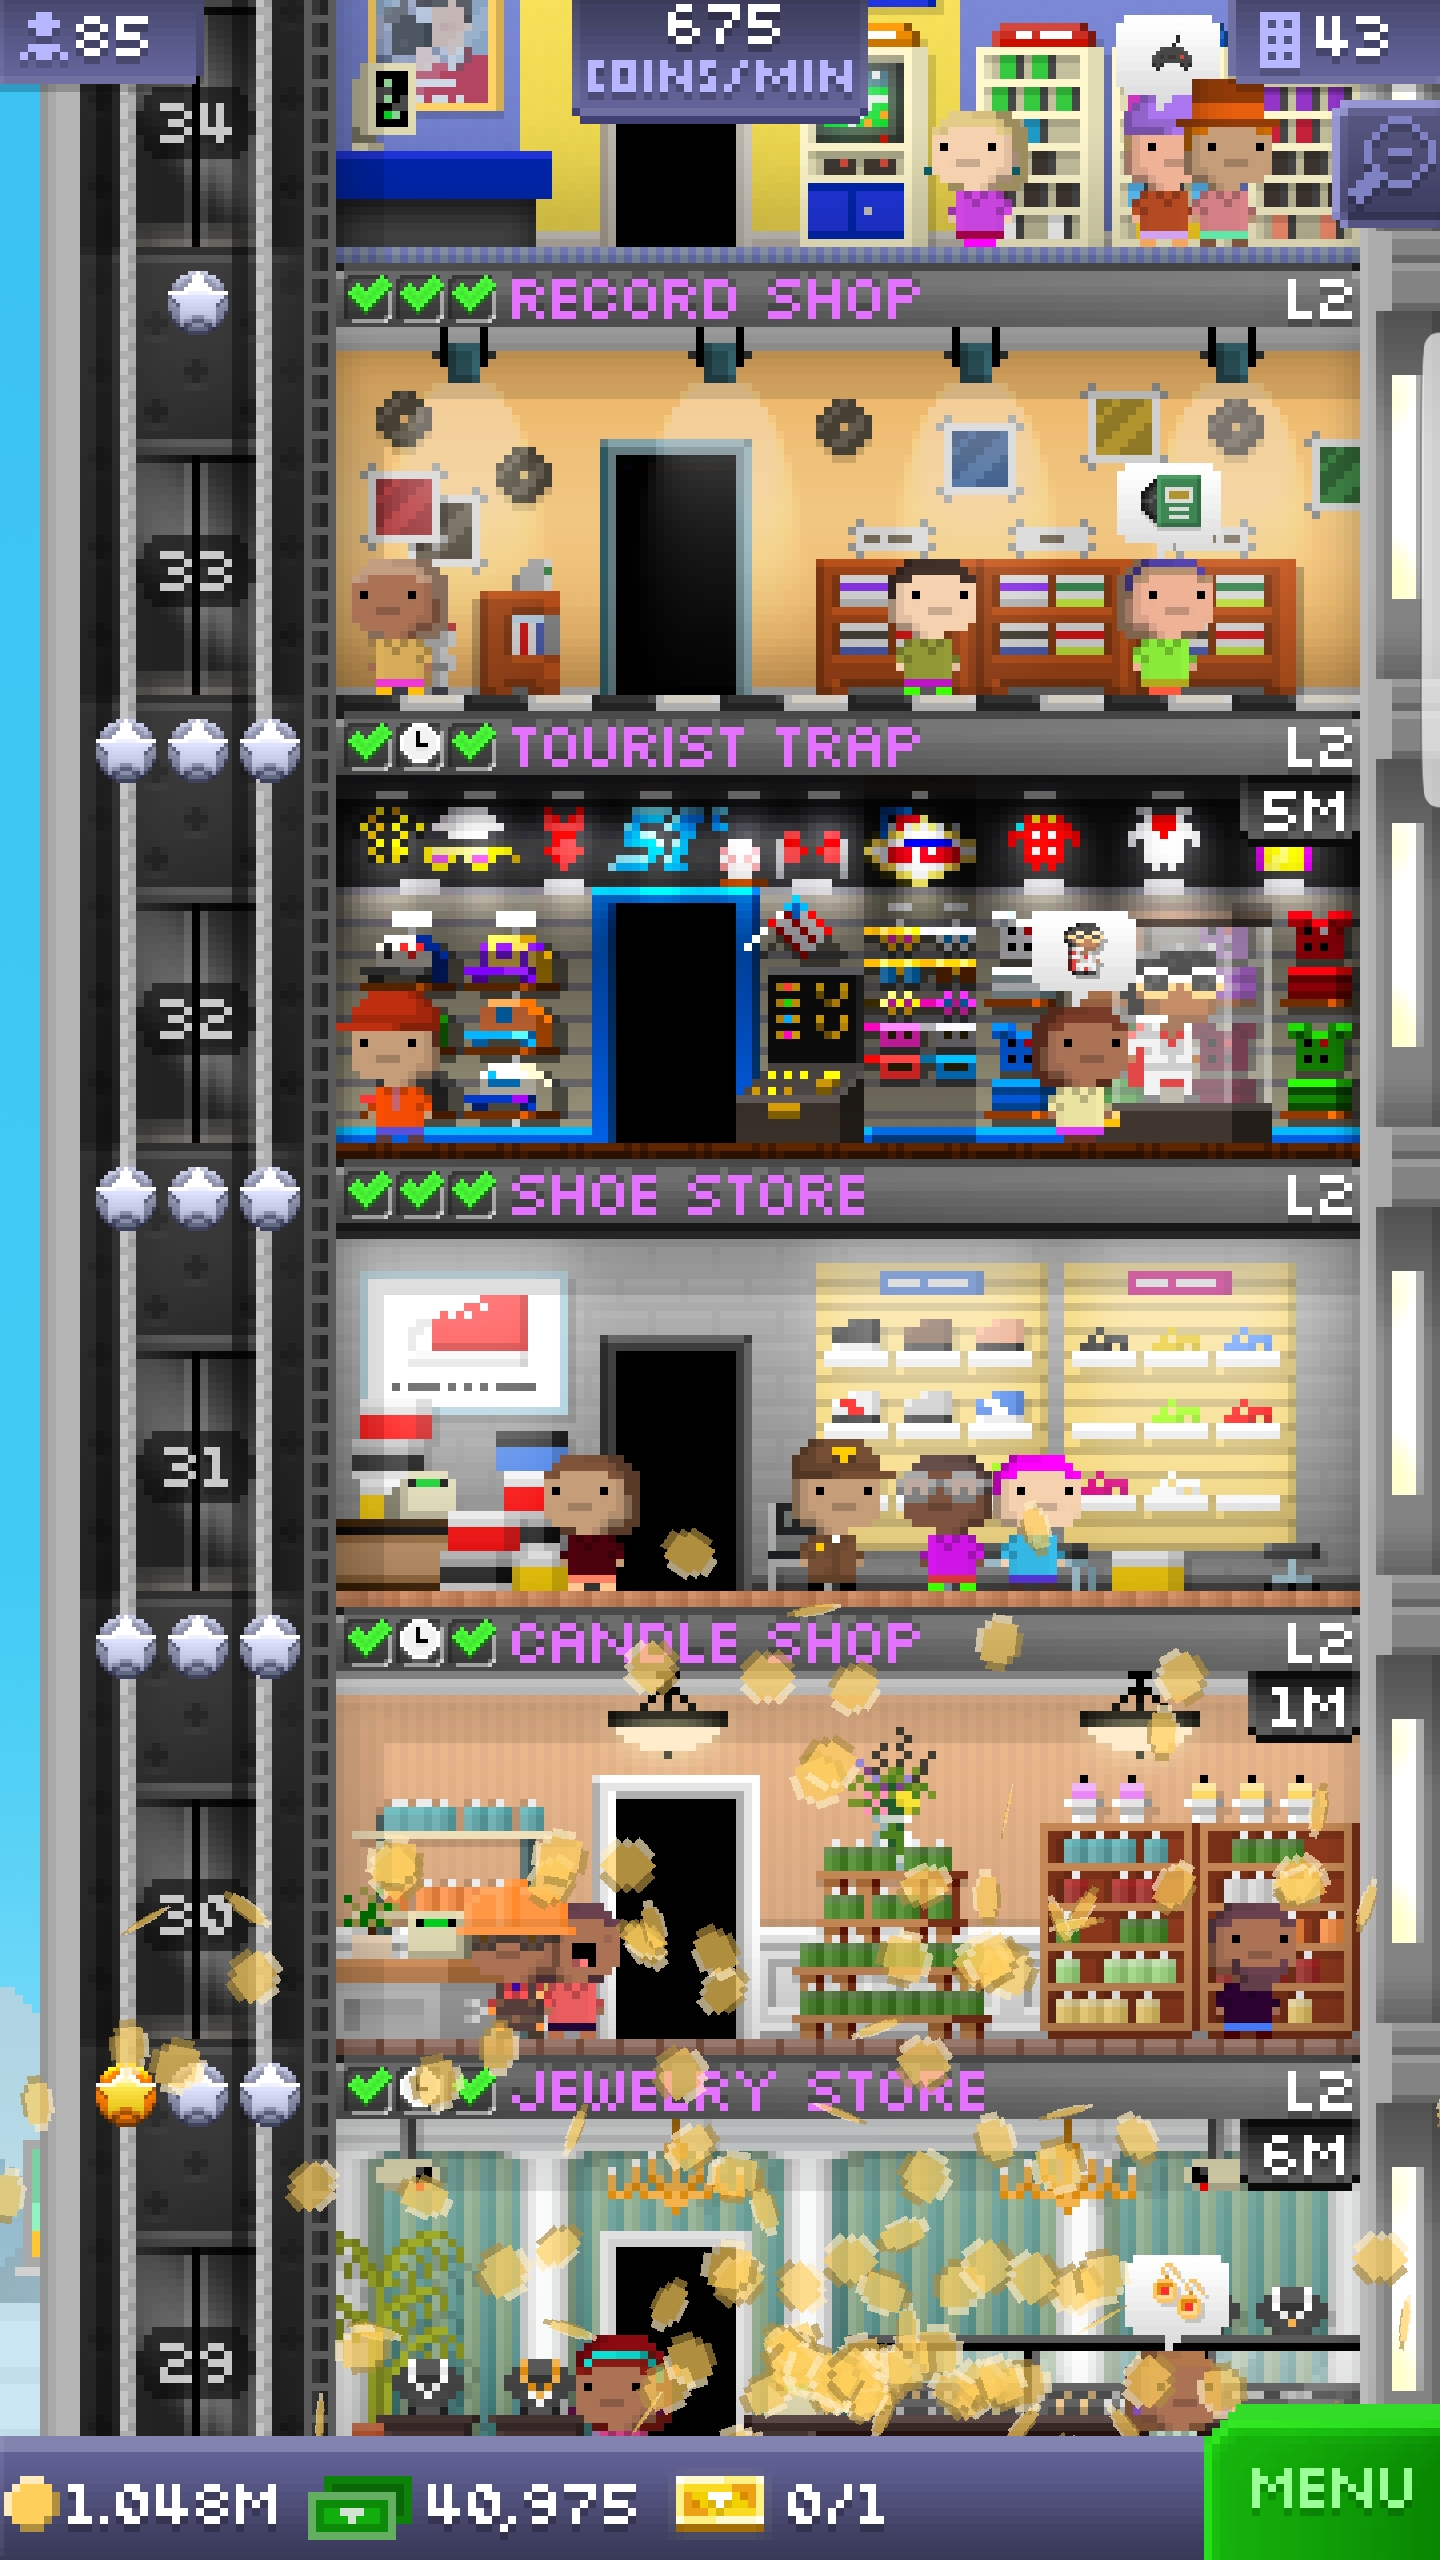 85
675
COINS/MIN
43
34
RECORD SHOP
L2
33
TOURIST TRAP
L2
5M
32
SHOE STORE
L2
31
CANDLE SHOP
L2
1M
30
JEWELRY STORE
L2
6M
29
1.048M
40,975
0/1
MENU